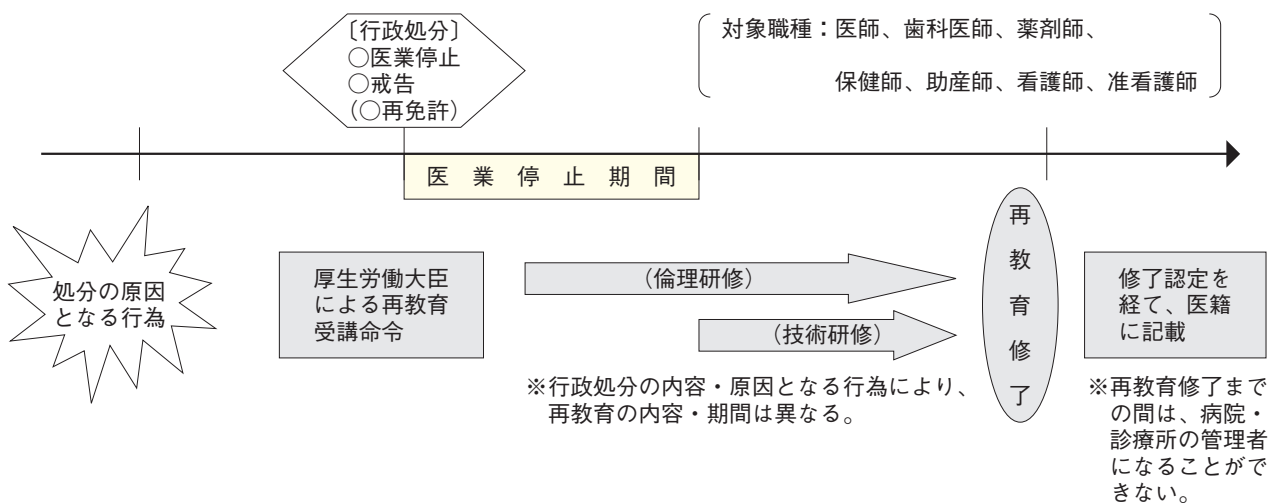 〔行政処分〕
○医業停止
○戒告
(○再免許)
対象職種：医師、歯科医師、薬剤師、
保健師、助産師、看護師、准看護師
医業停止期間
処分の原因
となる行為
厚生労働大臣
による再教育
受講命令
(倫理研修)
(技術研修)
※行政処分の内容・原因となる行為により、
再教育の内容・期間は異なる。
再教育修了
修了認定を
経て、医籍
に記載
※再教育修了まで
の間は、病院・
診療所の管理者
になることがで
きない。